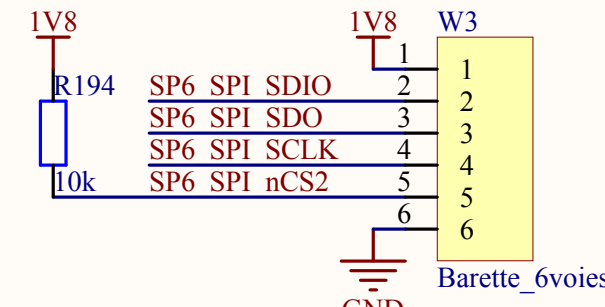 1V8
1V8
W3
R194
SP6 SPI SDIO
SP6 SPI SDO
SP6 SPI SCLK
SP6 SPI nCS2
10k
1
2
3
4
5
6
1
2
3
4
5
6
Barette_6voies
GND